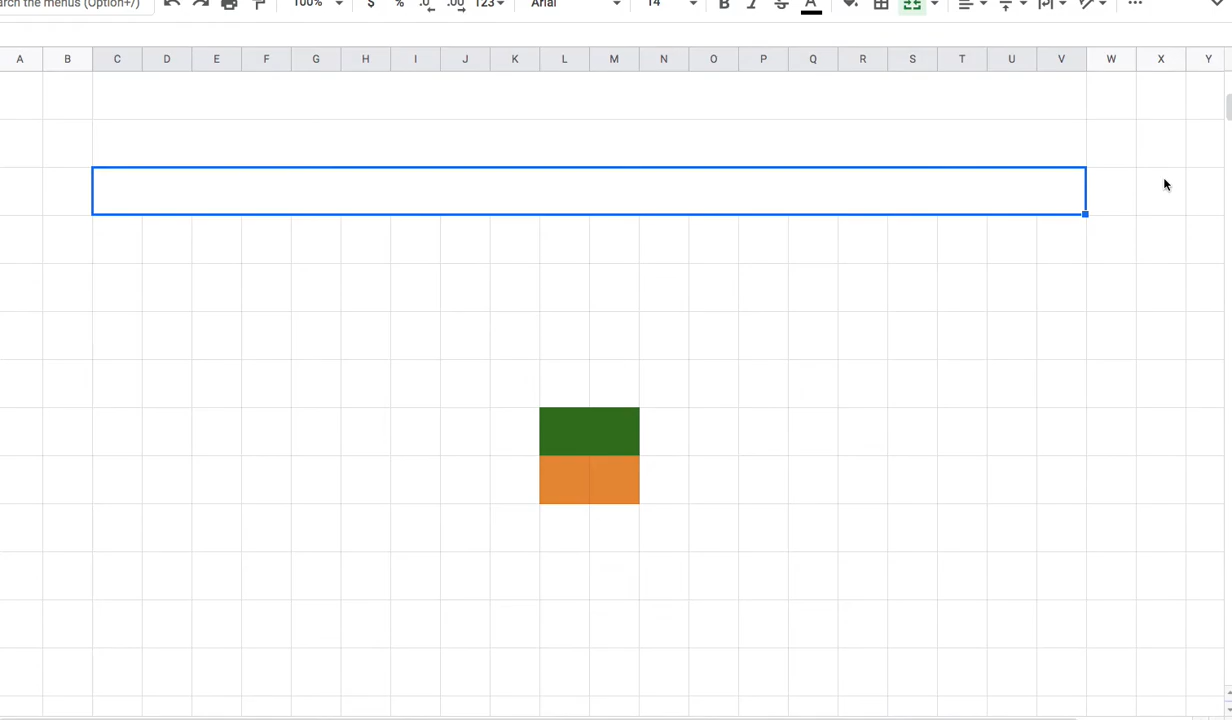 arch the menus (Option+/) 100% $ % .0 .00 123 Arial 14 B I S A
A B C D E F G H I J K L M N O P Q R S T U V W X Y